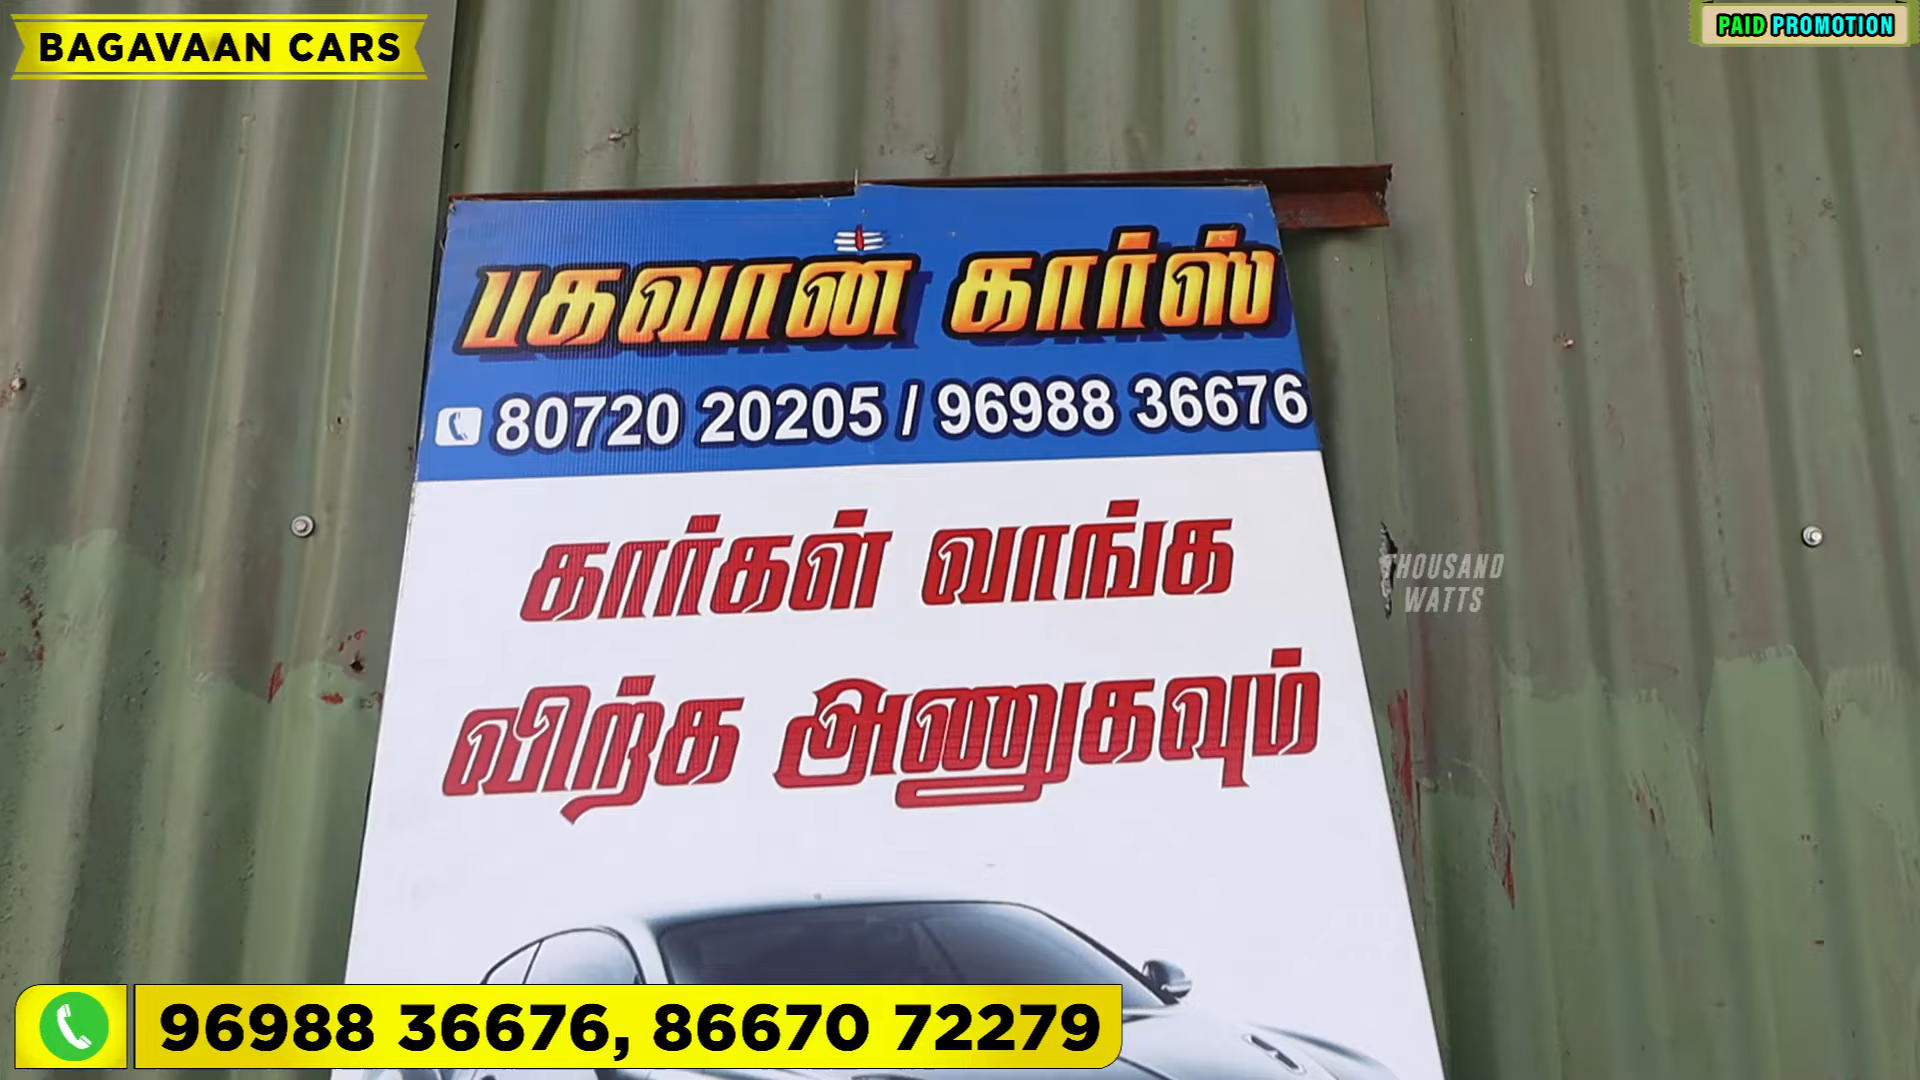 BAGAVAAN CARS
PAID PROMOTION
பகவான் கார்ஸ்
80720 20205 / 96988 36676
கார்கள் வாங்க
விற்க அணுகவும்
THOUSAND
WATTS
96988 36676, 86670 72279